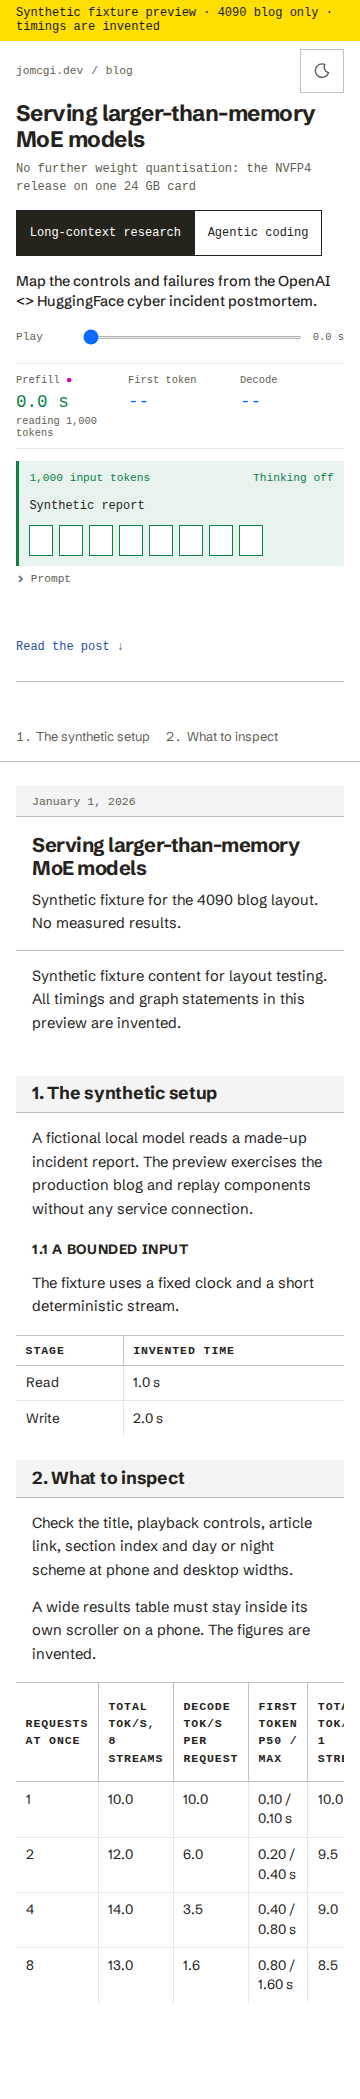 Synthetic fixture preview · 4090 blog only ·
timings are invented
jomcgi.dev / blog
Serving larger-than-memory
MoE models
No further weight quantisation: the NVFP4
release on one 24 GB card
Long-context research Agentic coding
Map the controls and failures from the OpenAI
<> HuggingFace cyber incident postmortem.
Play 0.0 s
Prefill ● First token Decode
0.0 s -- --
reading 1,000
tokens
1,000 input tokens Thinking off
Synthetic report
› Prompt
Read the post ↓
1. The synthetic setup 2. What to inspect
January 1, 2026
Serving larger-than-memory
MoE models
Synthetic fixture for the 4090 blog layout.
No measured results.
Synthetic fixture content for layout testing.
All timings and graph statements in this
preview are invented.
1. The synthetic setup
A fictional local model reads a made-up
incident report. The preview exercises the
production blog and replay components
without any service connection.
1.1 A BOUNDED INPUT
The fixture uses a fixed clock and a short
deterministic stream.
STAGE INVENTED TIME
Read 1.0 s
Write 2.0 s
2. What to inspect
Check the title, playback controls, article
link, section index and day or night
scheme at phone and desktop widths.
A wide results table must stay inside its
own scroller on a phone. The figures are
invented.
REQUESTS AT ONCE TOTAL TOK/S, 8 STREAMS DECODE TOK/S PER REQUEST FIRST TOKEN P50 / MAX 1
1 10.0 10.0 0.10 / 0.10 s 10.0
2 12.0 6.0 0.20 / 0.40 s 9.5
4 14.0 3.5 0.40 / 0.80 s 9.0
8 13.0 1.6 0.80 / 1.60 s 8.5